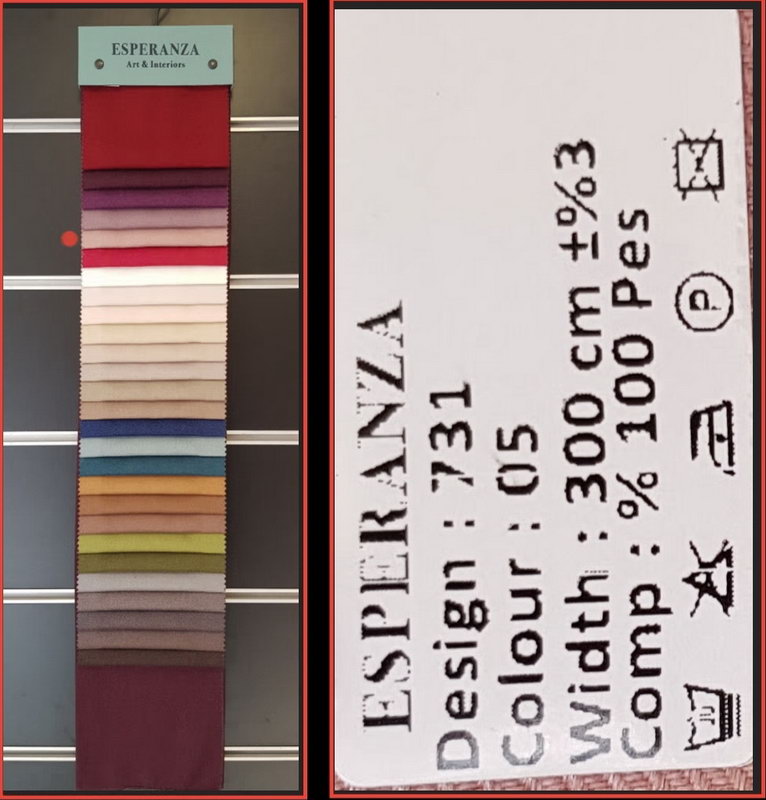 ESPERANZA
Art & Interiors
ESPERANZA
Design : 731
Colour : 05
Width : 300 cm ±%3
Comp : % 100 Pes
P